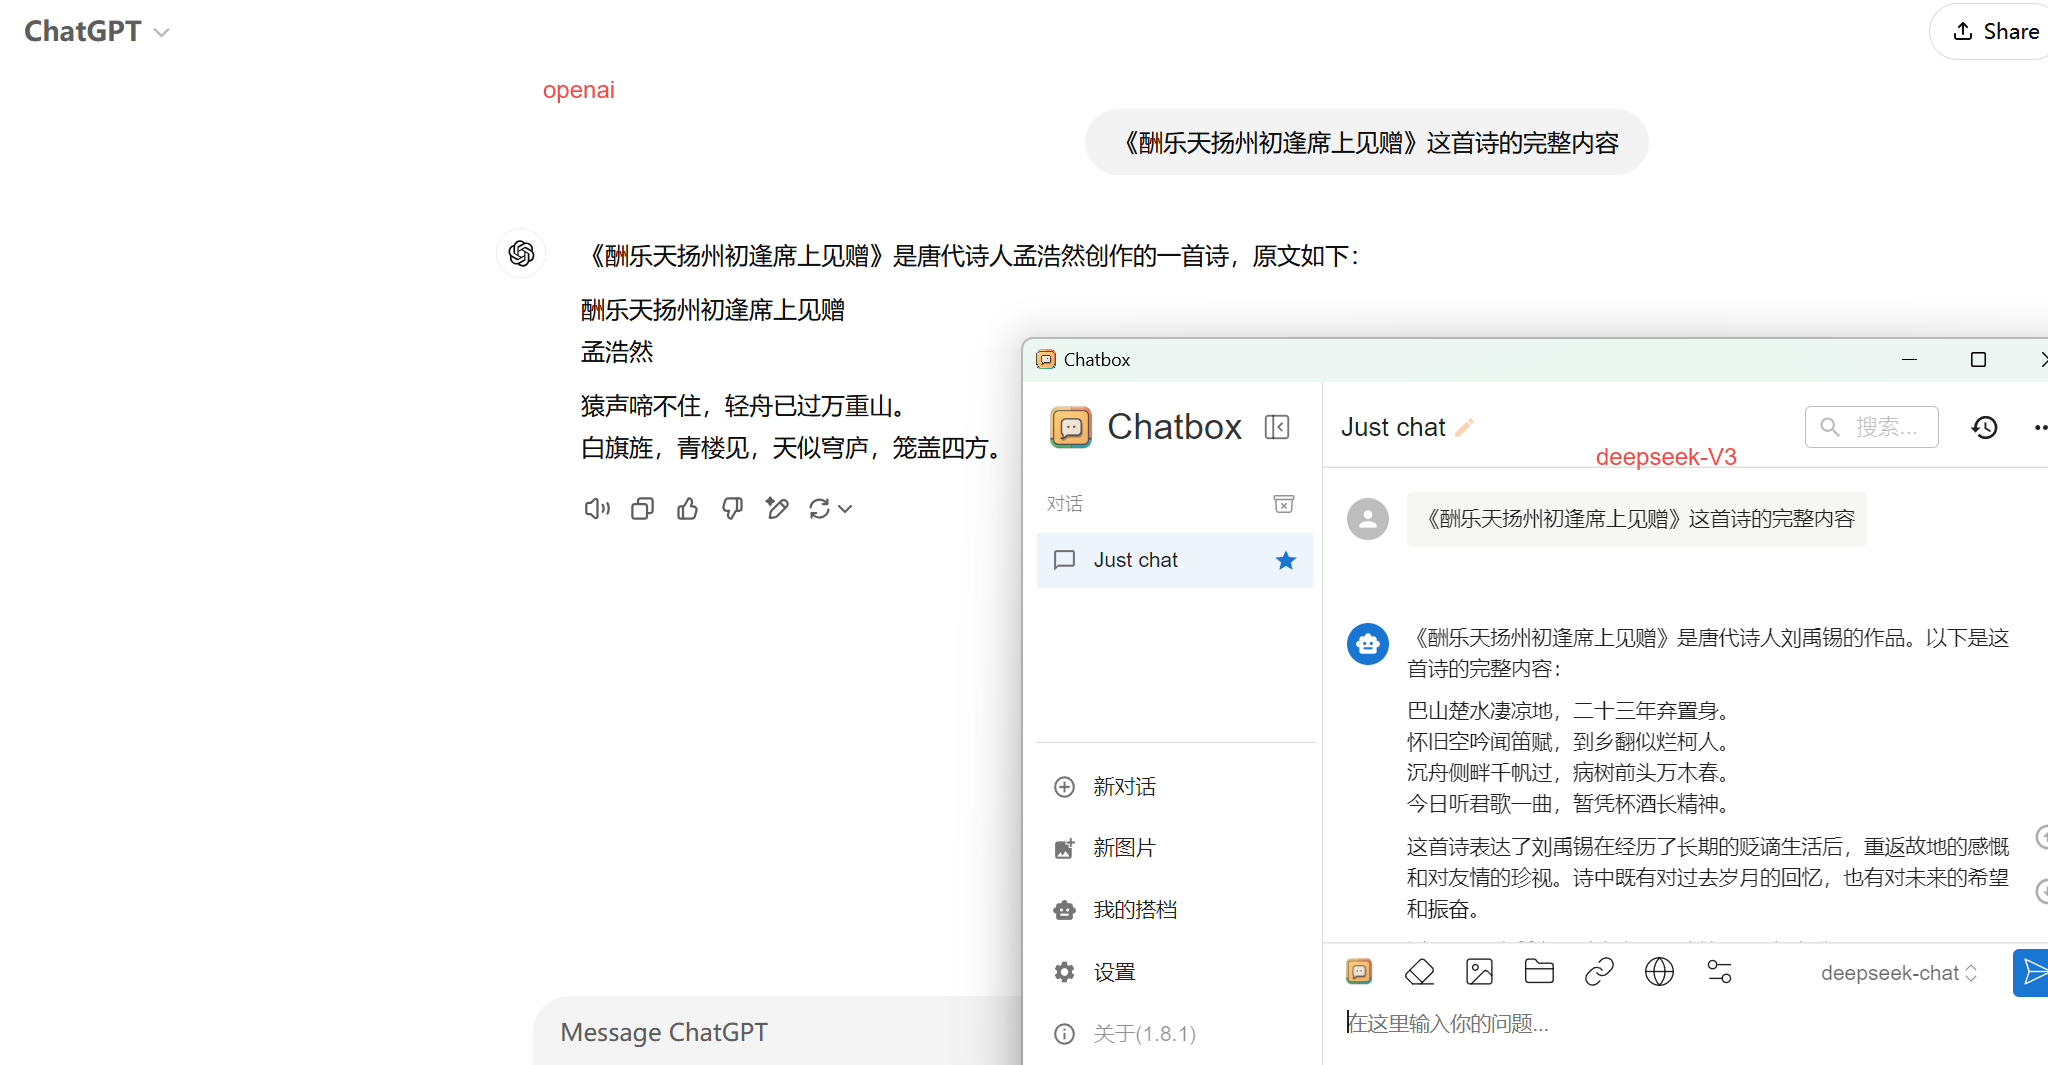 ChatGPT
Share
openai
《酬乐天扬州初逢席上见赠》这首诗的完整内容
《酬乐天扬州初逢席上见赠》是唐代诗人孟浩然创作的一首诗，原文如下：
酬乐天扬州初逢席上见赠
孟浩然
猿声啼不住，轻舟已过万重山。
白旗旌，青楼见，天似穹庐，笼盖四方。
Message ChatGPT
Chatbox
Chatbox
对话
Just chat
新对话
新图片
我的搭档
设置
关于(1.8.1)
Just chat
搜索...
deepseek-V3
《酬乐天扬州初逢席上见赠》这首诗的完整内容
《酬乐天扬州初逢席上见赠》是唐代诗人刘禹锡的作品。以下是这
首诗的完整内容：
巴山楚水凄凉地，二十三年弃置身。
怀旧空吟闻笛赋，到乡翻似烂柯人。
沉舟侧畔千帆过，病树前头万木春。
今日听君歌一曲，暂凭杯酒长精神。
这首诗表达了刘禹锡在经历了长期的贬谪生活后，重返故地的感慨
和对友情的珍视。诗中既有对过去岁月的回忆，也有对未来的希望
和振奋。
deepseek-chat
在这里输入你的问题...